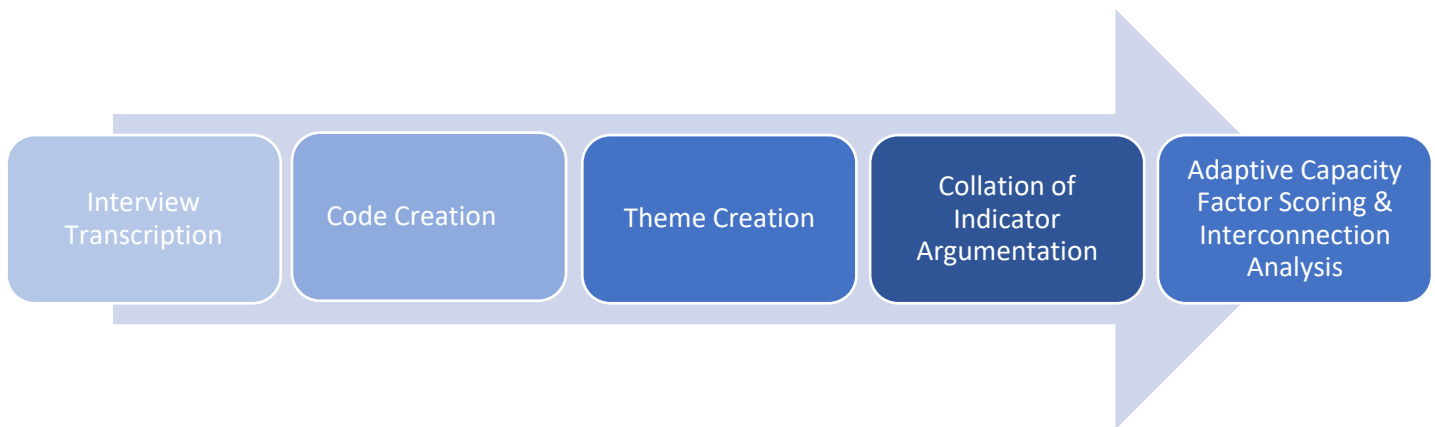 Interview
Transcription
Code Creation
Theme Creation
Collation of
Indicator
Argumentation
Adaptive Capacity
Factor Scoring &
Interconnection
Analysis